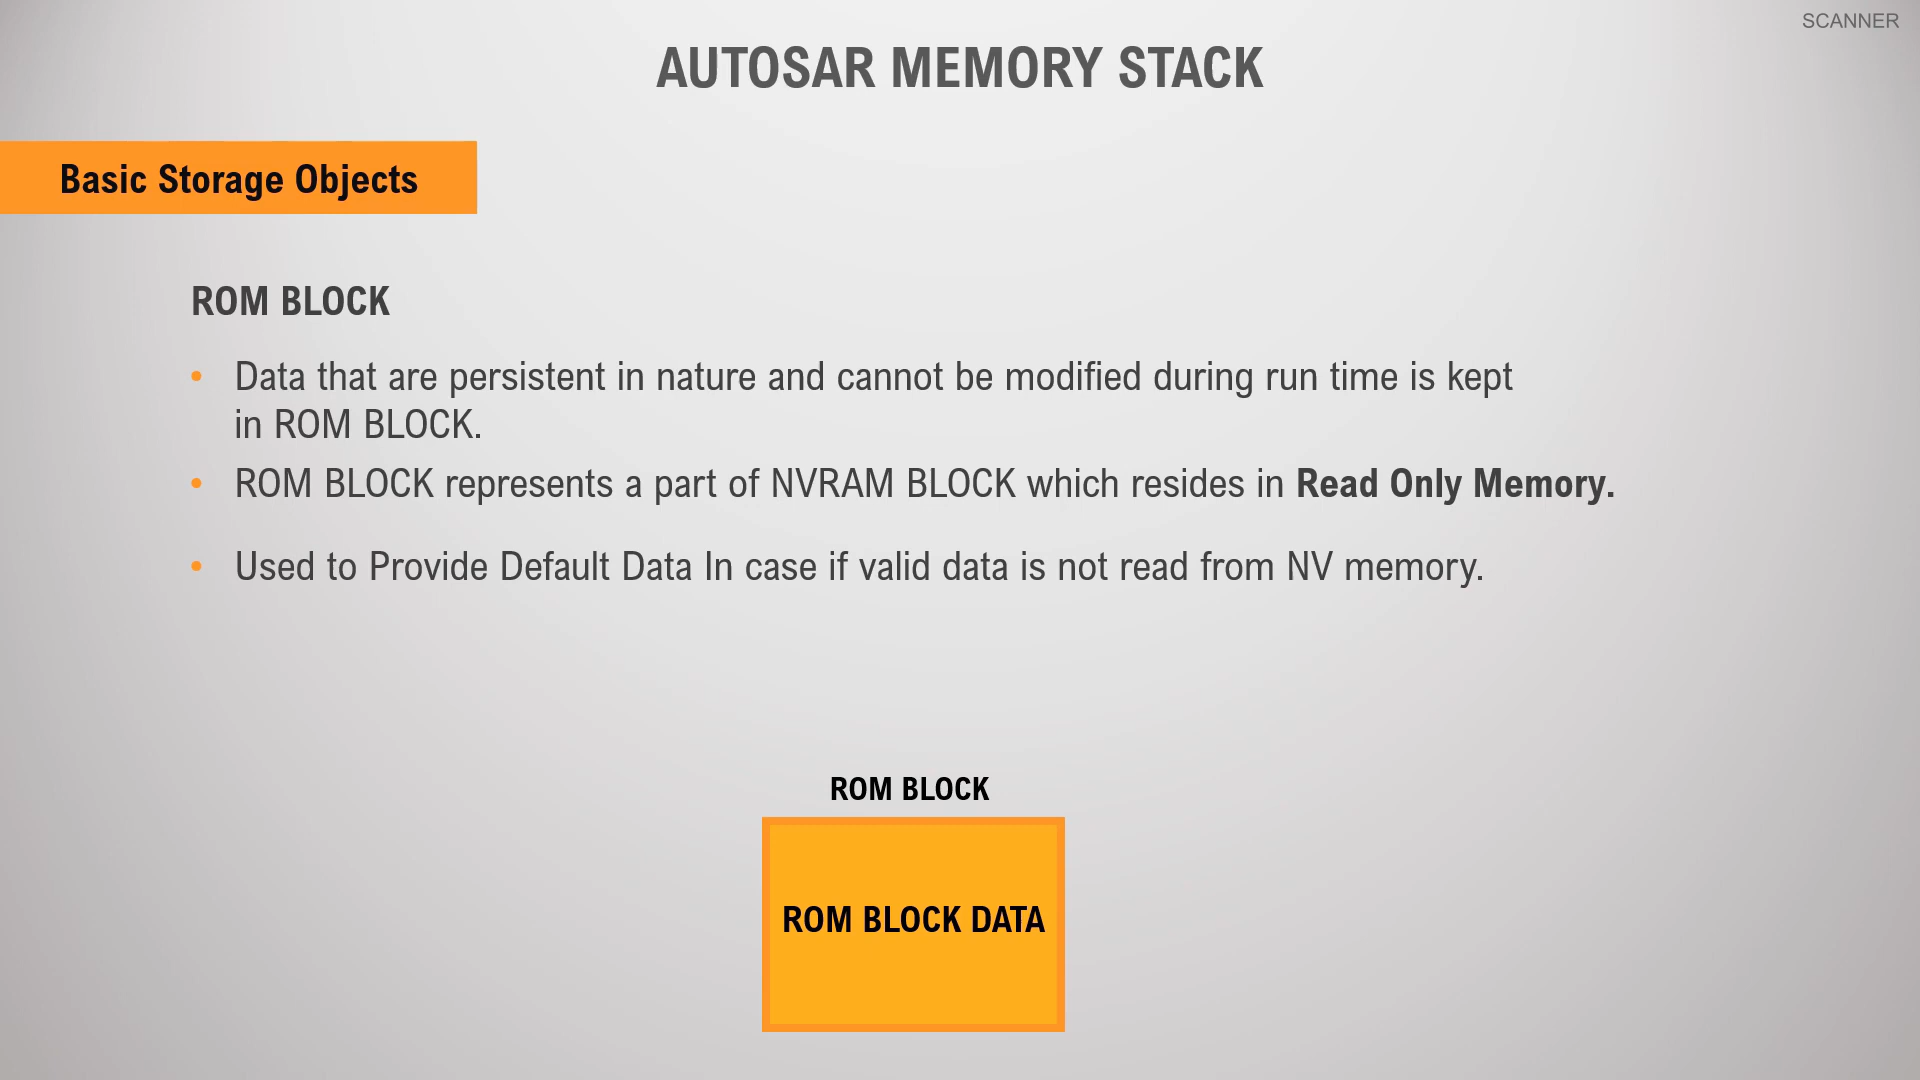 SCANNER
AUTOSAR MEMORY STACK
Basic Storage Objects
ROM BLOCK
• Data that are persistent in nature and cannot be modified during run time is kept
in ROM BLOCK.
• ROM BLOCK represents a part of NVRAM BLOCK which resides in Read Only Memory.
• Used to Provide Default Data In case if valid data is not read from NV memory.
ROM BLOCK
ROM BLOCK DATA